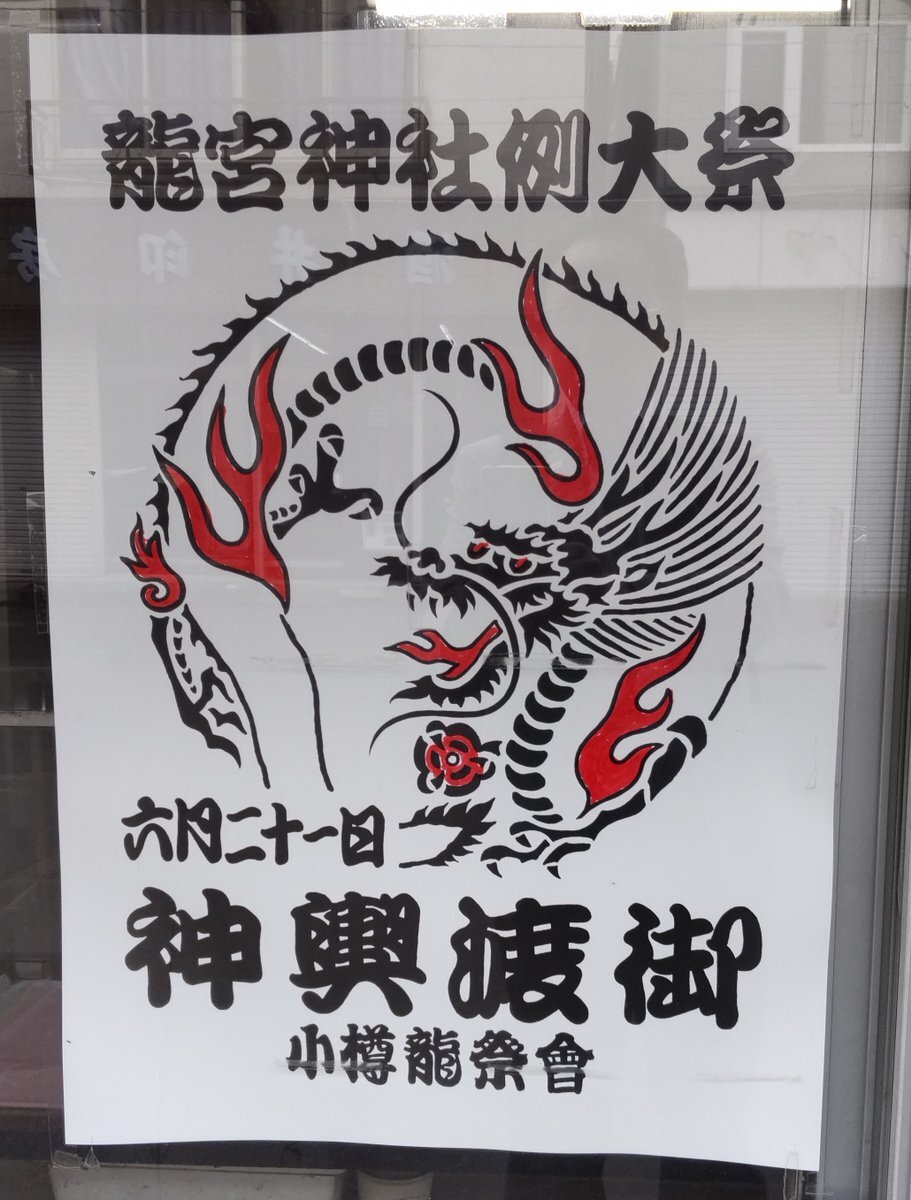 龍宮神社例大祭
六月二十一日
神輿渡御
小樽龍祭會